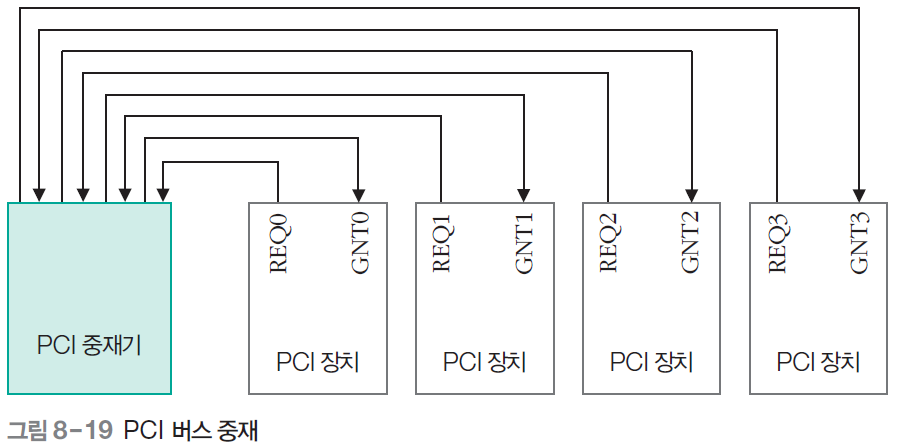 REQ0
GNT0
REQ1
GNT1
REQ2
GNT2
REQ3
GNT3
PCI 중재기
PCI 장치
PCI 장치
PCI 장치
PCI 장치
그림 8-19 PCI 버스 중재